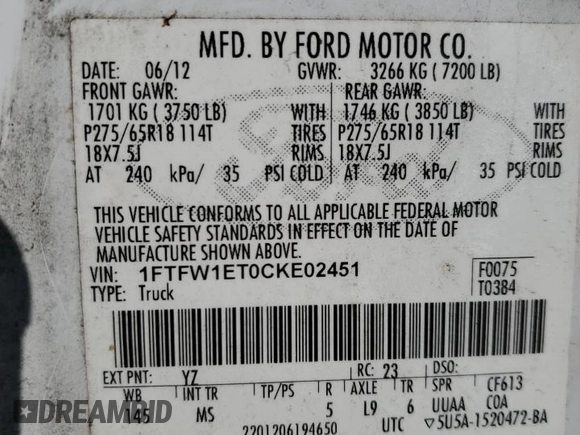 MFD. BY FORD MOTOR CO.
DATE: 06/12 GVWR: 3266 KG ( 7200 LB)
FRONT GAWR: REAR GAWR:
1701 KG ( 3750 LB) WITH 1746 KG ( 3850 LB) WITH
P275/65R18 114T TIRES P275/65R18 114T TIRES
18X7.5J RIMS 18X7.5J RIMS
AT 240 kPa/ 35 PSI COLD AT 240 kPa/ 35 PSI COLD
THIS VEHICLE CONFORMS TO ALL APPLICABLE FEDERAL MOTOR
VEHICLE SAFETY STANDARDS IN EFFECT ON THE DATE OF
MANUFACTURE SHOWN ABOVE.
VIN: 1FTFW1ET0CKE02451 F0075
TYPE: Truck T0384
EXT PNT: YZ RC: 23 DSO:
WB INT TR TP/PS R AXLE TR SPR CF613
145 MS 5 L9 6 UUAA COA
2201206194650 UTC ▽5U5A-1520472-BA
DREAM2020.COM